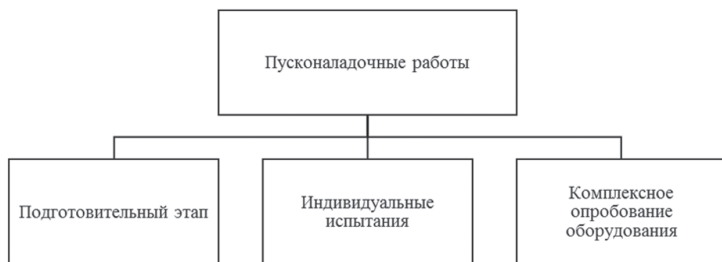 Пусконаладочные работы
Подготовительный этап
Индивидуальные
испытания
Комплексное
опробование
оборудования